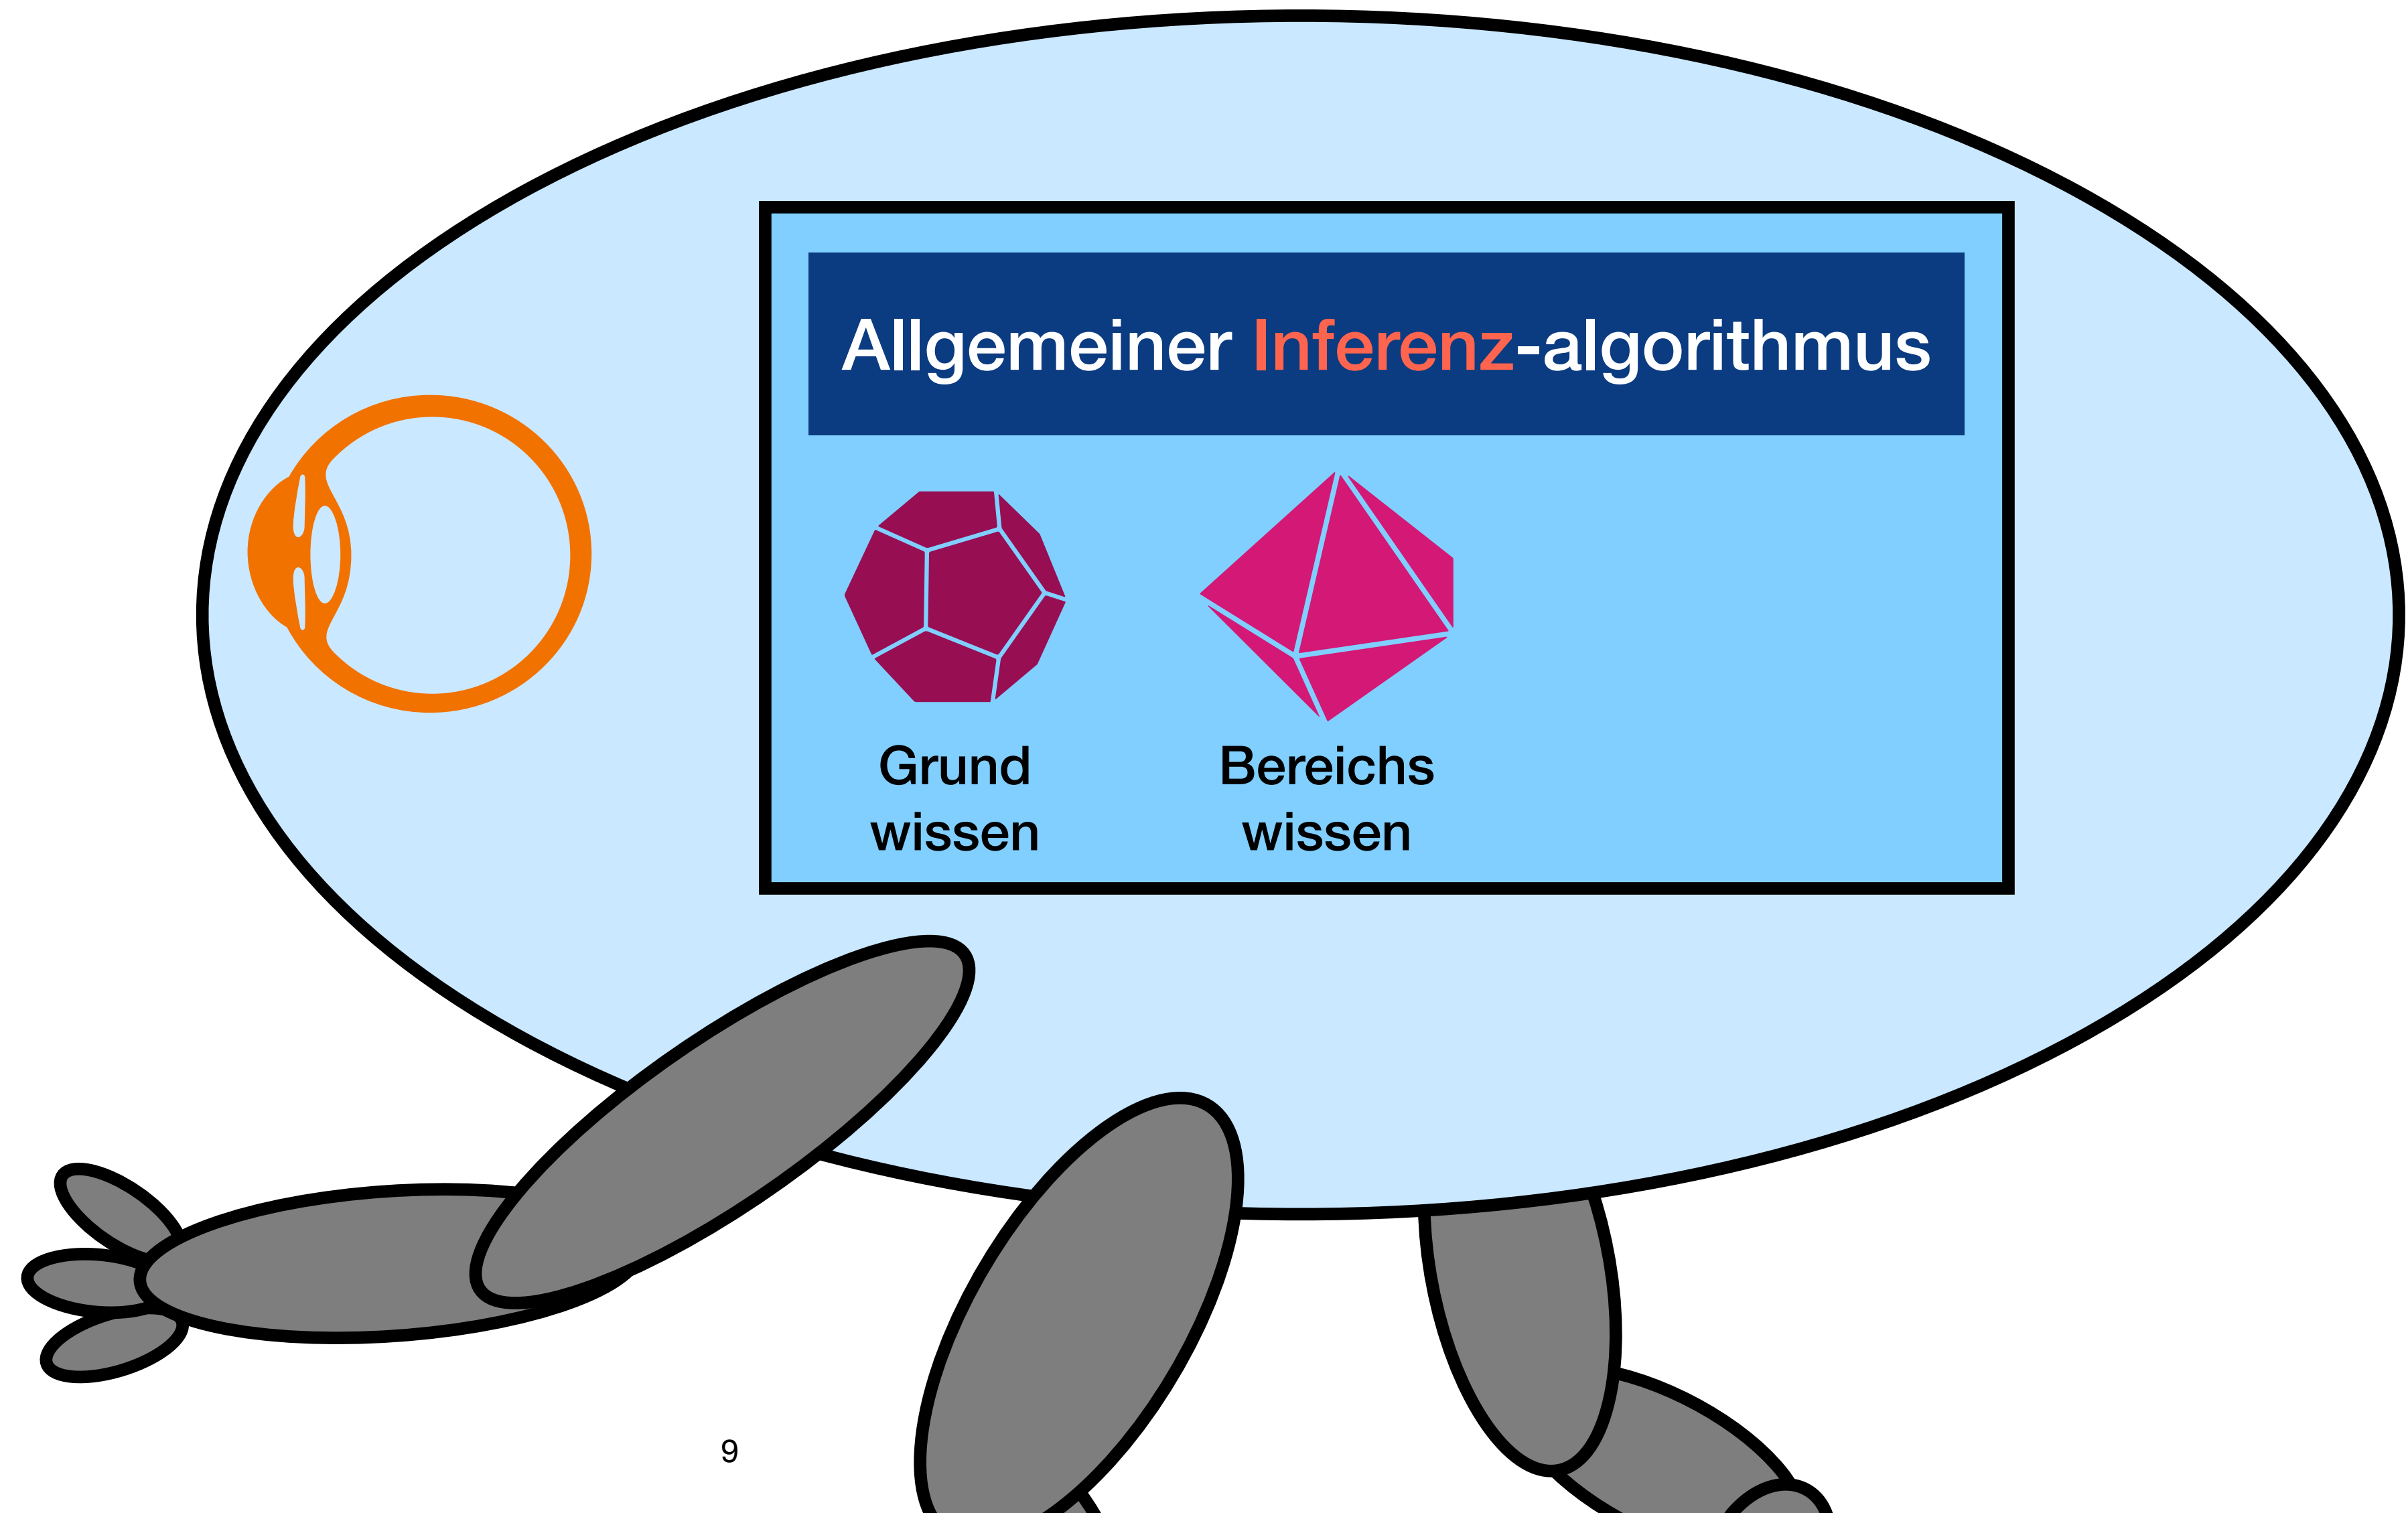 Allgemeiner Inferenz-algorithmus
Grund
wissen
Bereichs
wissen
9